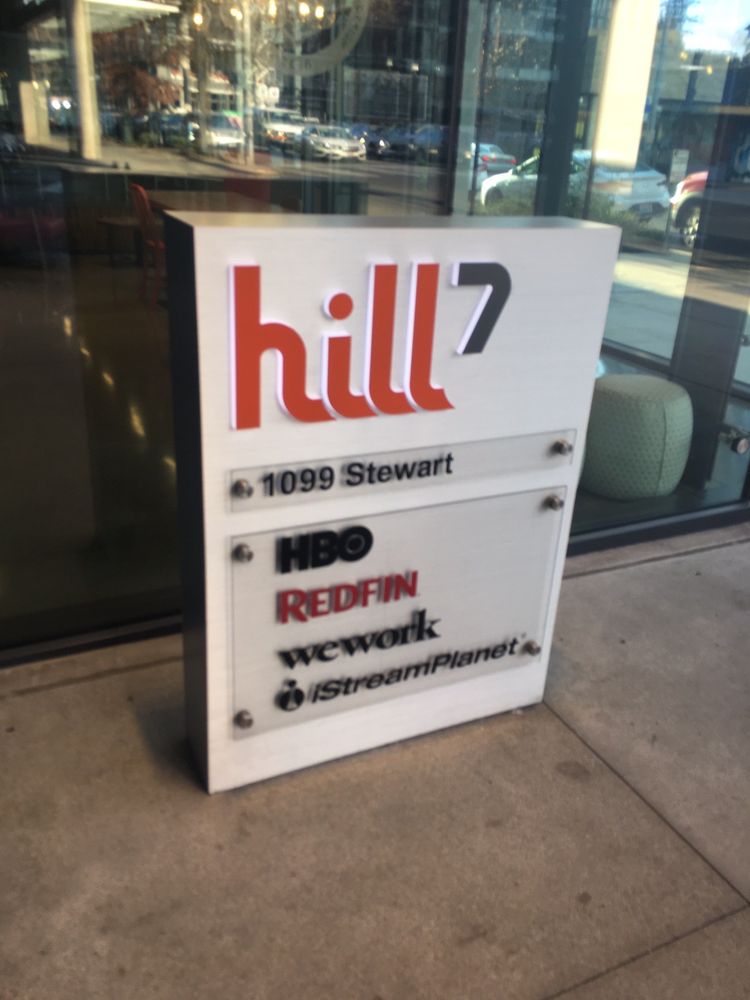 hill7
1099 Stewart
HBO
REDFIN
wework
iStreamPlanet